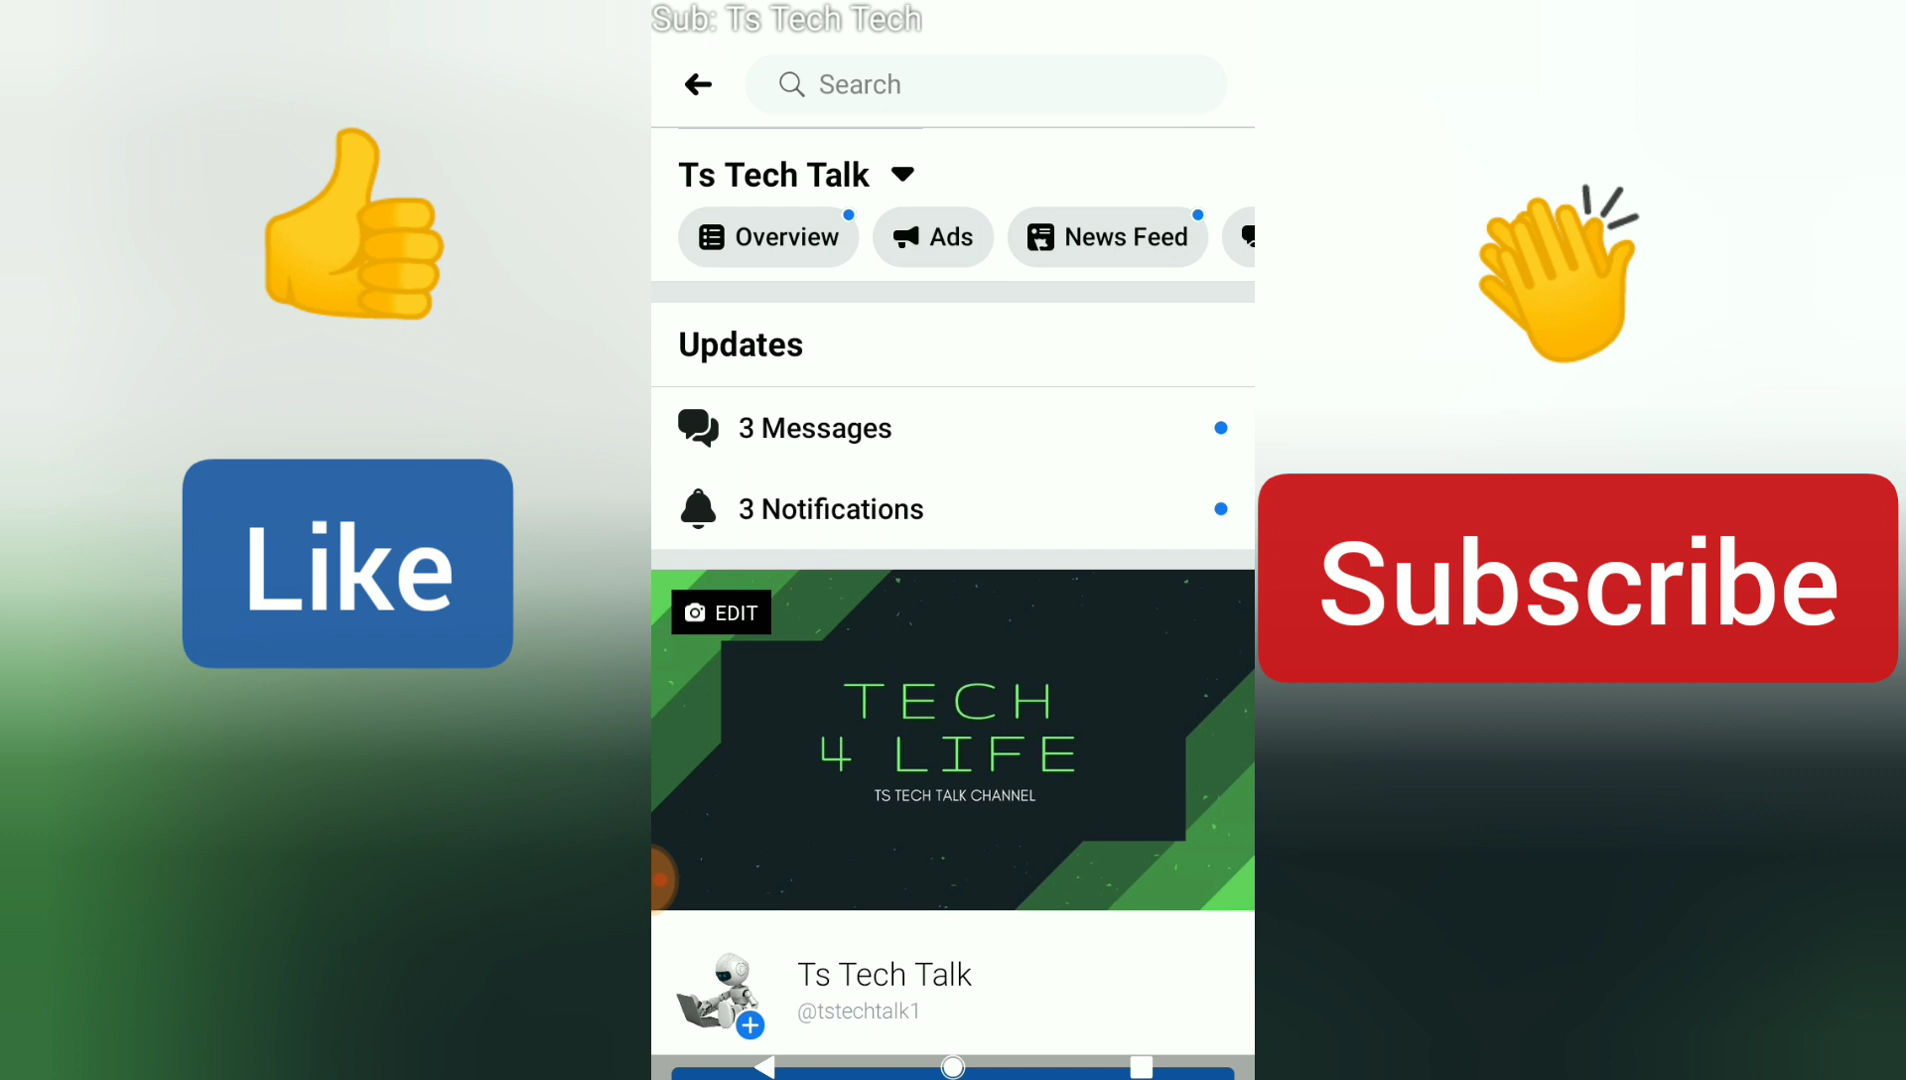 Sub: Ts Tech Tech
Search
Ts Tech Talk
Overview
Ads
News Feed
Updates
3 Messages
3 Notifications
EDIT
TECH
4 LIFE
TS TECH TALK CHANNEL
Ts Tech Talk
@tstechtalk1
Like
Subscribe